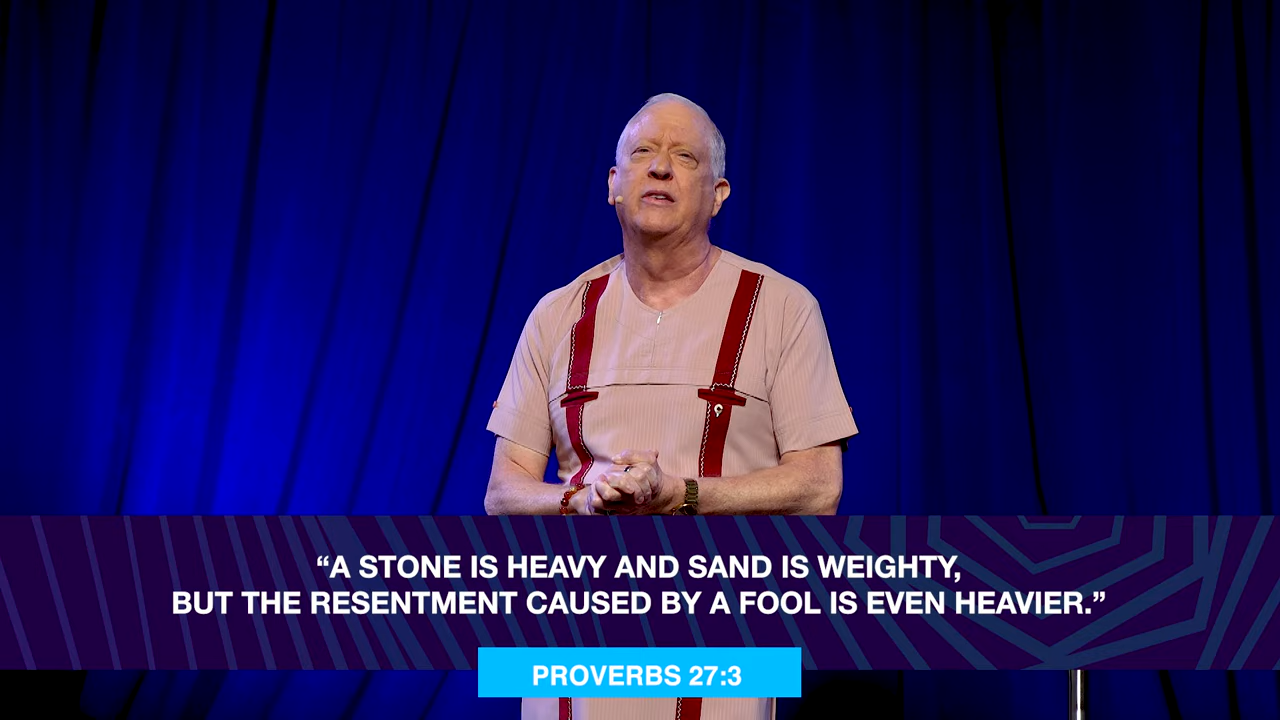 “A STONE IS HEAVY AND SAND IS WEIGHTY,
BUT THE RESENTMENT CAUSED BY A FOOL IS EVEN HEAVIER.”
PROVERBS 27:3